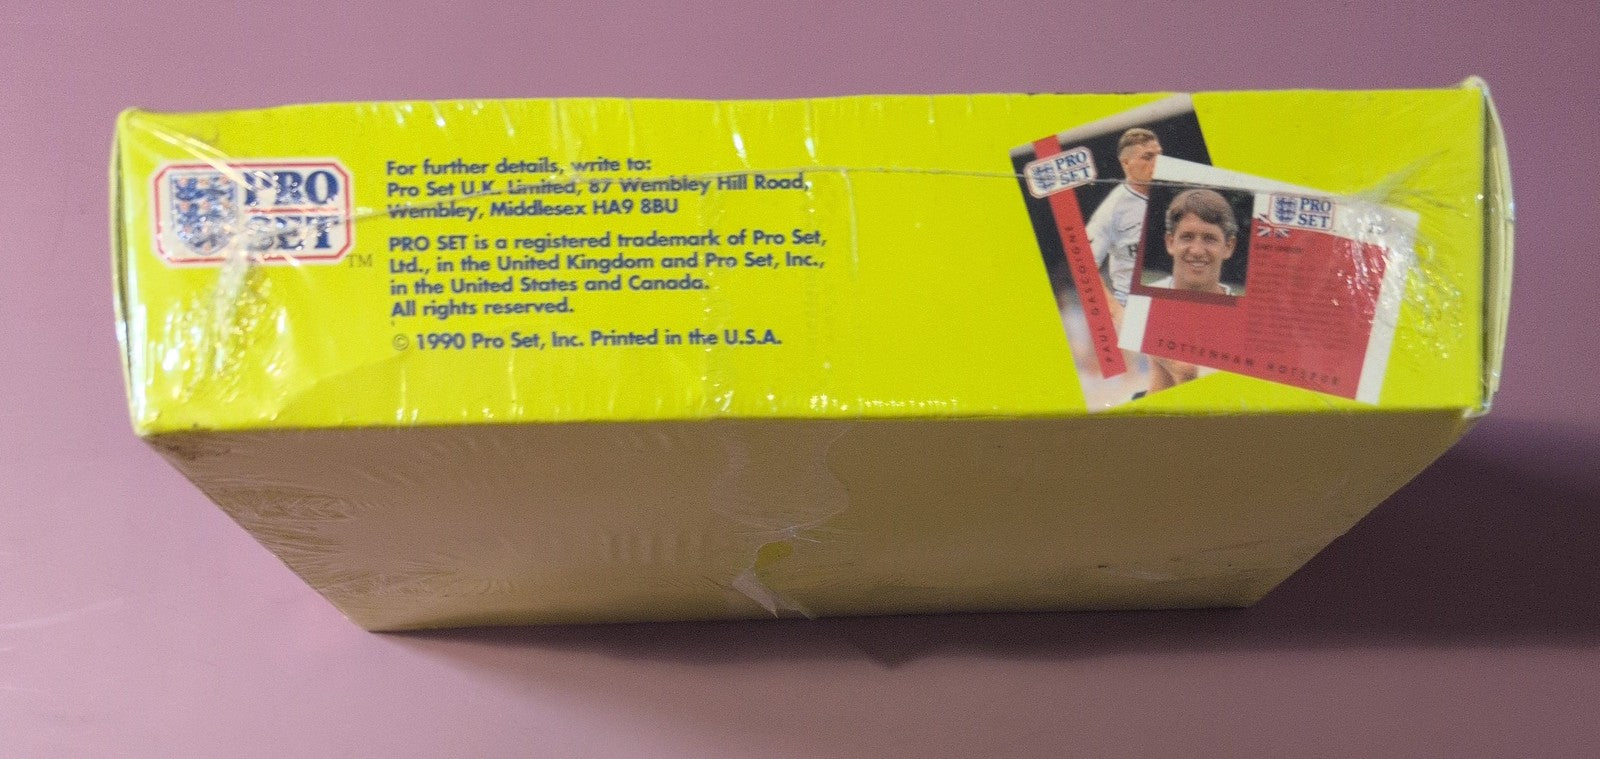 PRO
SET
TM
For further details, write to:
Pro Set U.K. Limited, 87 Wembley Hill Road,
Wembley, Middlesex HA9 8BU
PRO SET is a registered trademark of Pro Set,
Ltd., in the United Kingdom and Pro Set, Inc.,
in the United States and Canada.
All rights reserved.
© 1990 Pro Set, Inc. Printed in the U.S.A.
PRO
SET
PAUL GASCOIGNE
PRO
SET
TOTTENHAM HOTSPUR